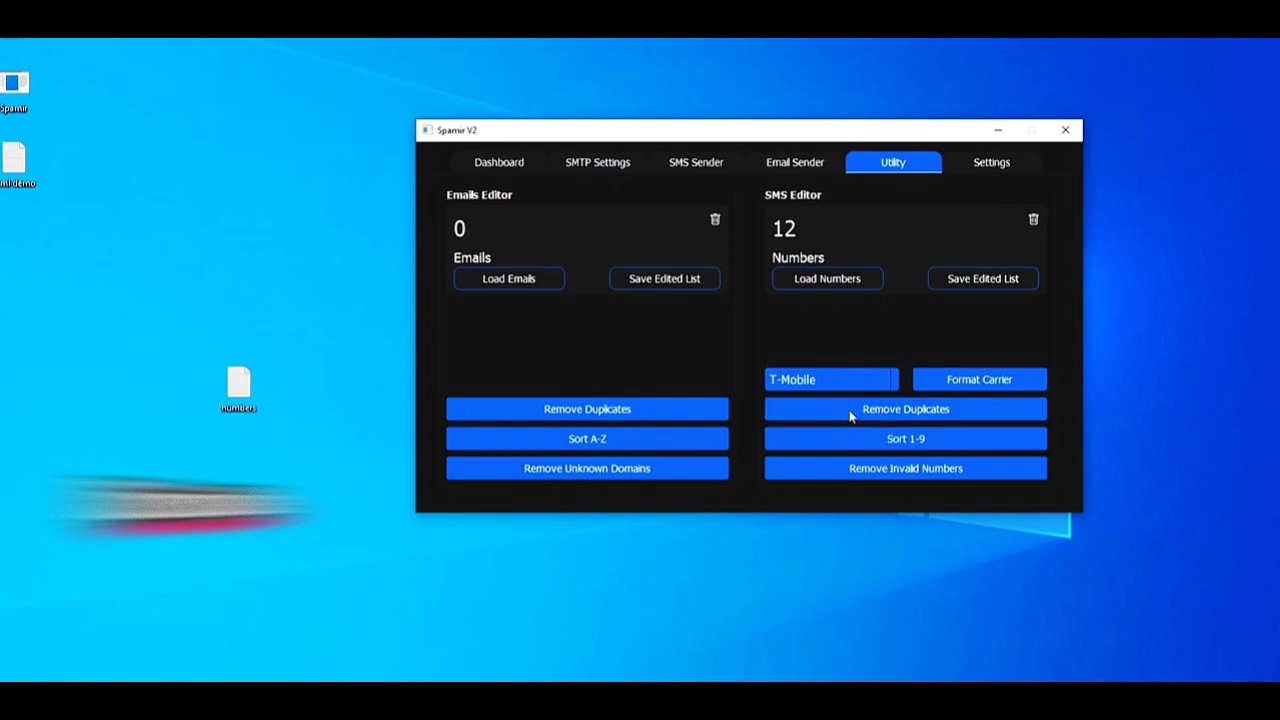 Spamir
ml demo
numbers
Spamir V2
Dashboard SMTP Settings SMS Sender Email Sender Utility Settings
Emails Editor
0
Emails
Load Emails Save Edited List
Remove Duplicates
Sort A-Z
Remove Unknown Domains
SMS Editor
12
Numbers
Load Numbers Save Edited List
T-Mobile Format Carrier
Remove Duplicates
Sort 1-9
Remove Invalid Numbers